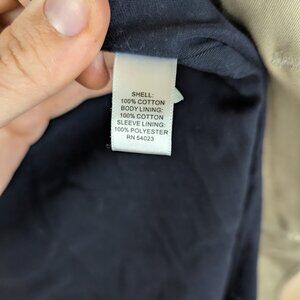 SHELL:
100% COTTON
BODY LINING:
100% COTTON
SLEEVE LINING:
100% POLYESTER
RN 54023